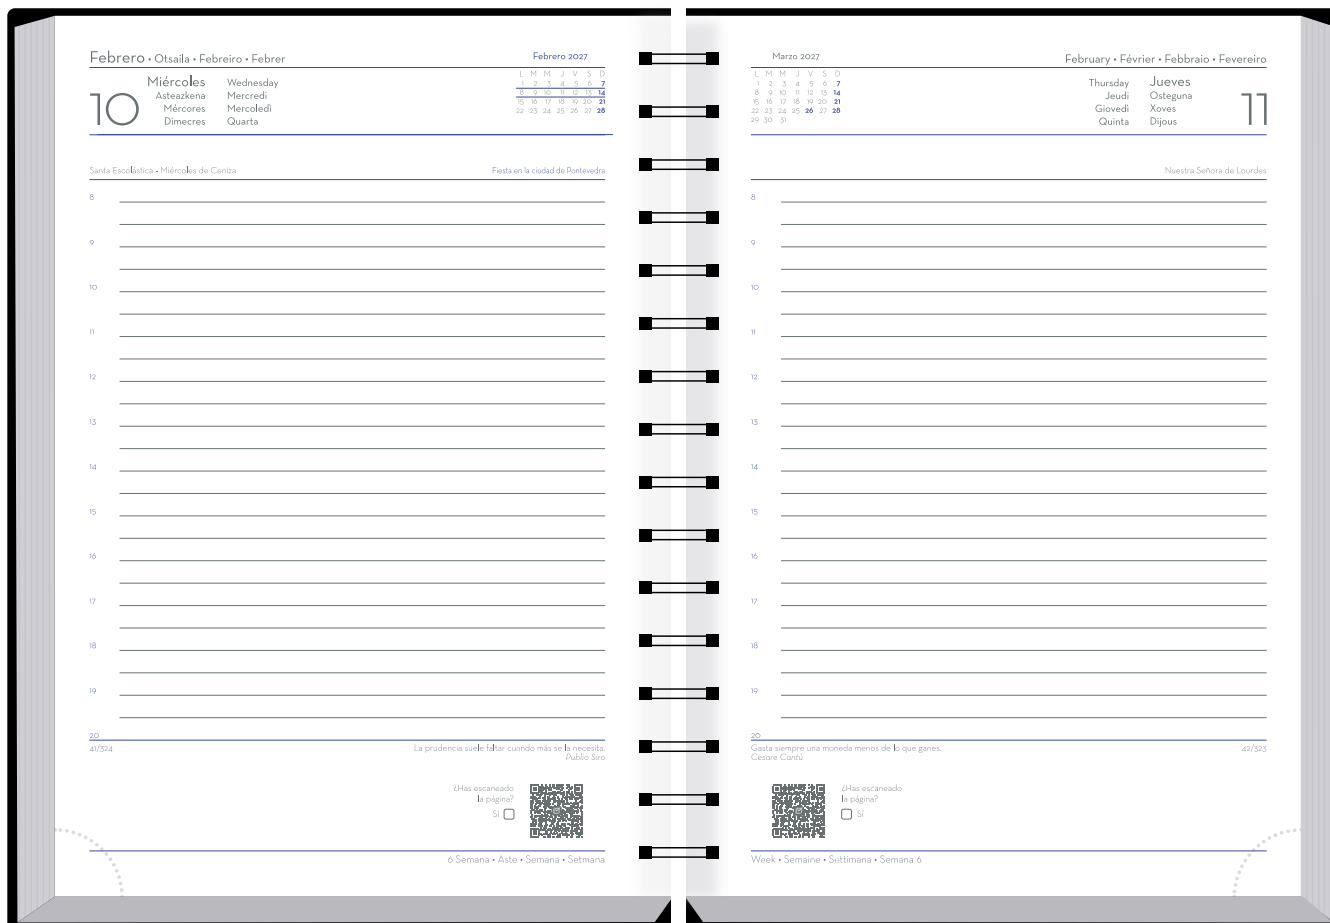 Febrero • Otsaila • Febreiro • Febrer
10
Miércoles
Asteazkena
Mércores
Dimecres
Wednesday
Mercredi
Mercoledì
Quarta
Febrero 2027
L M M J V S D
1 2 3 4 5 6 7
8 9 10 11 12 13 14
15 16 17 18 19 20 21
22 23 24 25 26 27 28
Santa Escolástica - Miércoles de Ceniza
Fiesta en la ciudad de Pontevedra
8
9
10
11
12
13
14
15
16
17
18
19
20
41/324
La prudencia suele faltar cuando más se la necesita.
Publio Siro
¿Has escaneado
la página?
Sí
6 Semana • Aste • Semana • Setmana
Marzo 2027
L M M J V S D
1 2 3 4 5 6 7
8 9 10 11 12 13 14
15 16 17 18 19 20 21
22 23 24 25 26 27 28
29 30 31
February • Février • Febbraio • Fevereiro
Thursday
Jeudi
Giovedì
Quinta
Jueves
Osteguna
Xoves
Dijous
11
Nuestra Señora de Lourdes
8
9
10
11
12
13
14
15
16
17
18
19
20
Gasta siempre una moneda menos de lo que ganes.
Cesare Cantú
42/323
¿Has escaneado
la página?
Sí
Week • Semaine • Settimana • Semana 6